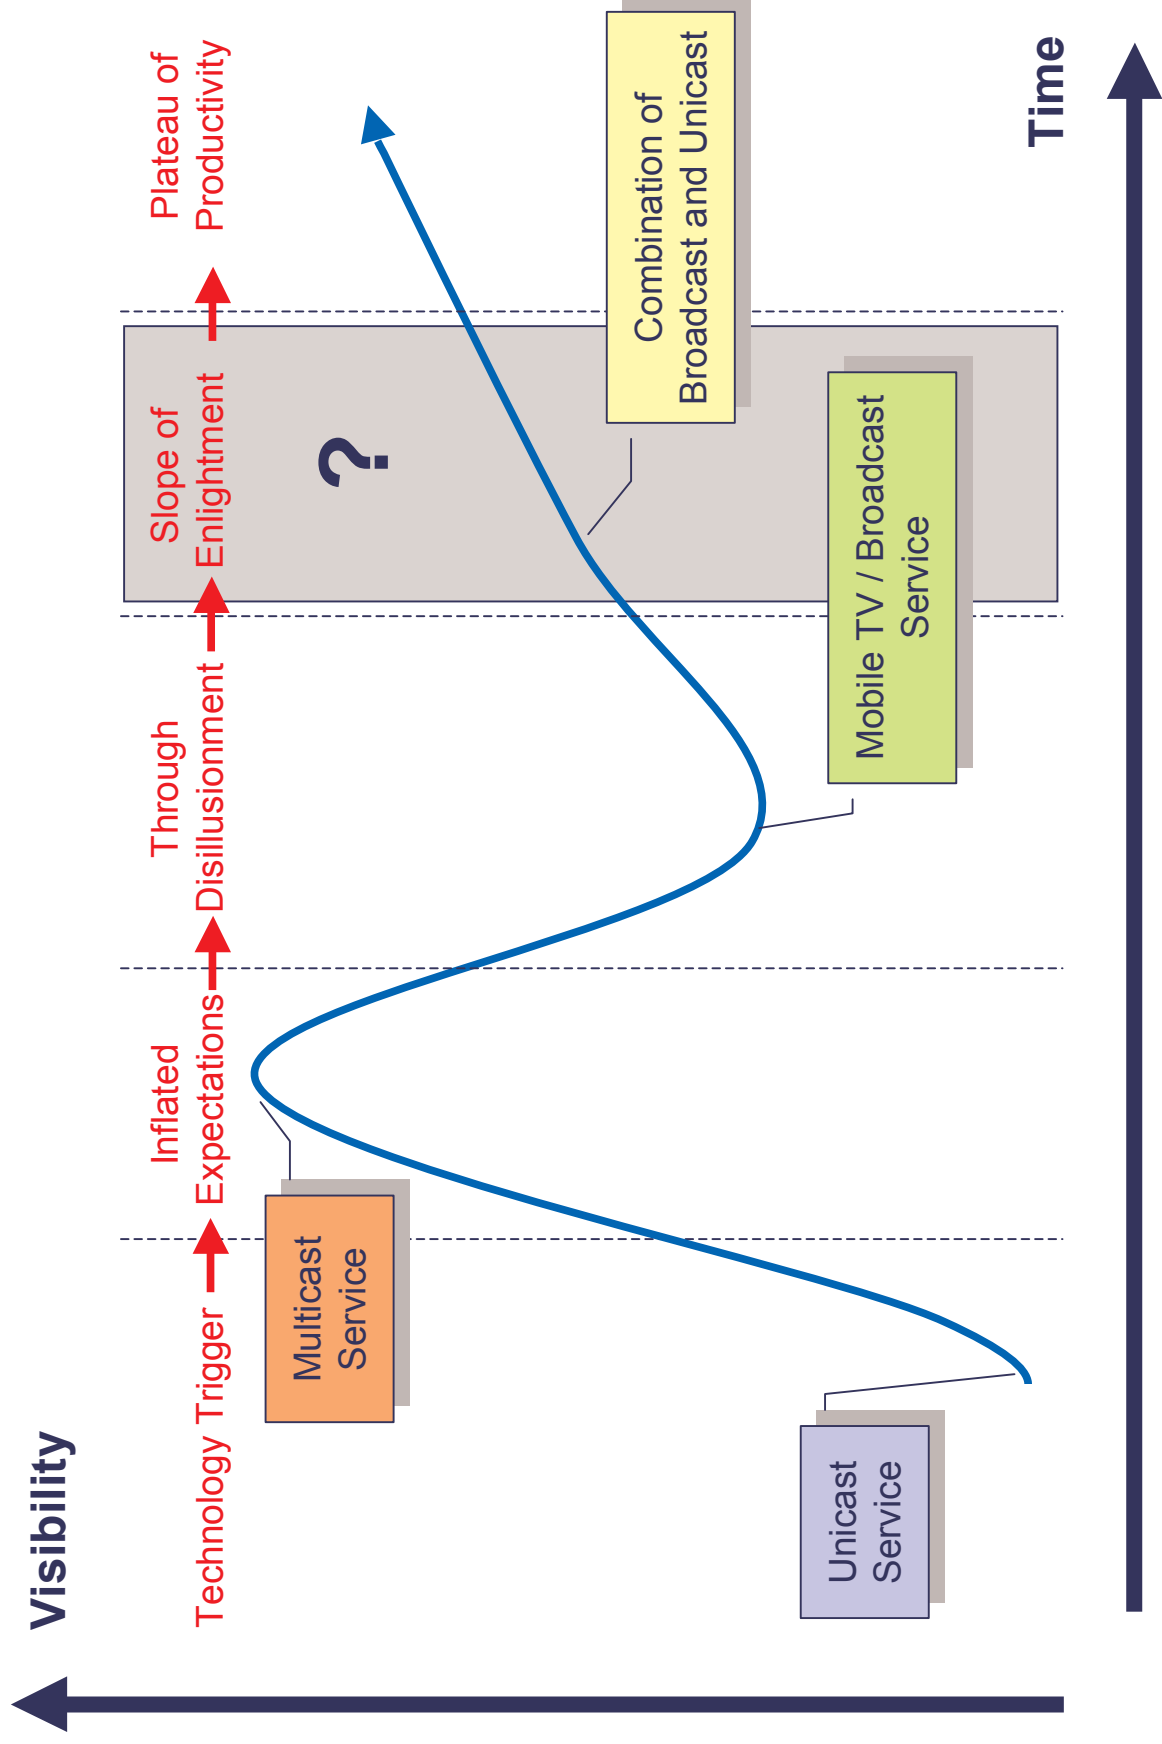 Visibility
Technology Trigger
Inflated
Expectations
Through
Disillusionment
Slope of
Enlightment
Plateau of
Productivity
?
Multicast
Service
Combination of
Broadcast and Unicast
Unicast
Service
Mobile TV / Broadcast
Service
Time